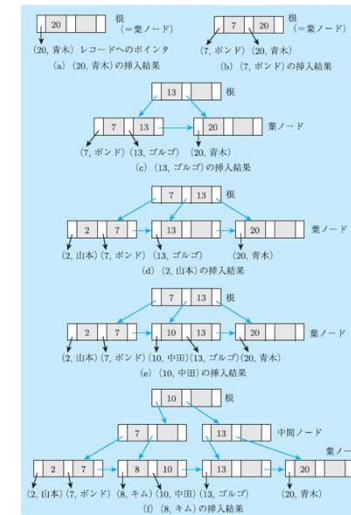 20
根
(=葉ノード)
(20, 青木) レコードへのポインタ
(a) (20, 青木)の挿入結果
7 20
根
(=葉ノード)
(7, ボンド) (20, 青木)
(b) (7, ボンド)の挿入結果
13 根
7 13 20 葉ノード
(7, ボンド) (13, ゴルゴ) (20, 青木)
(c) (13, ゴルゴ)の挿入結果
7 13 根
2 7 13 20 葉ノード
(2, 山本) (7, ボンド) (13, ゴルゴ) (20, 青木)
(d) (2, 山本)の挿入結果
7 13 根
2 7 10 13 20 葉ノード
(2, 山本) (7, ボンド) (10, 中田) (13, ゴルゴ) (20, 青木)
(e) (10, 中田)の挿入結果
10 根
7 13 中間ノード
葉ノー
2 7 8 10 13 20
(2, 山本) (7, ボンド) (8, キム) (10, 中田) (13, ゴルゴ) (20, 青木)
(f) (8, キム)の挿入結果